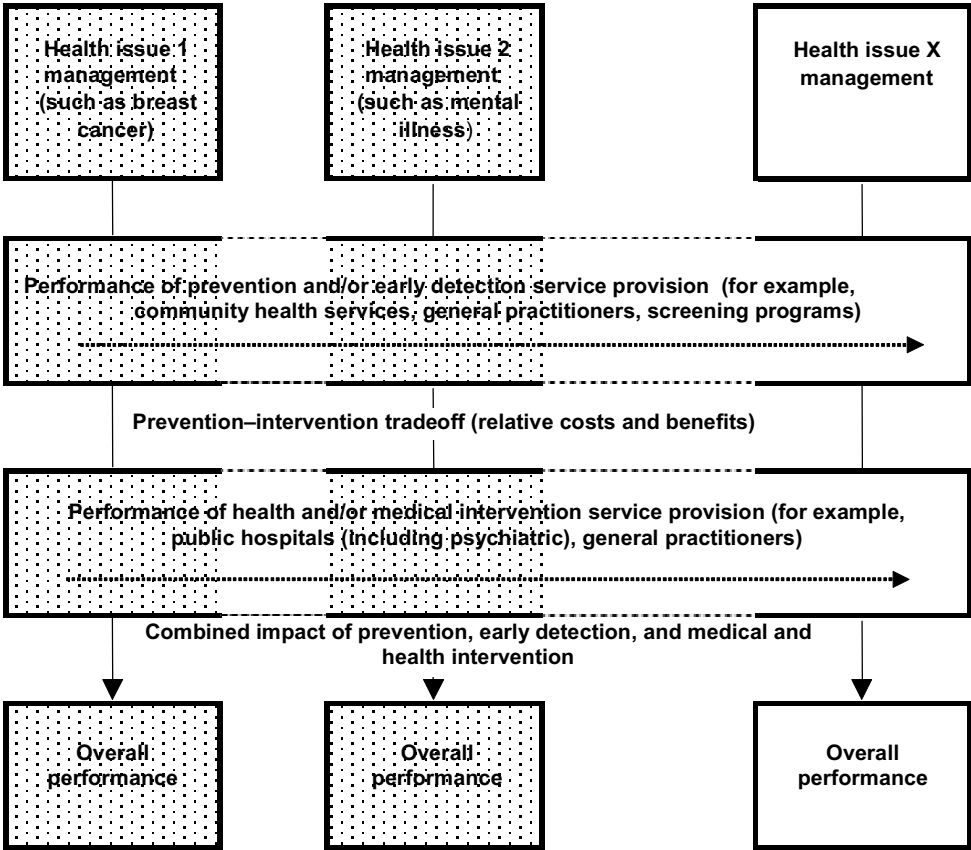 Health issue 1
management
(such as breast
cancer)
Health issue 2
management
(such as mental
illness)
Health issue X
management
Performance of prevention and/or early detection service provision (for example,
community health services, general practitioners, screening programs)
Prevention–intervention tradeoff (relative costs and benefits)
Performance of health and/or medical intervention service provision (for example,
public hospitals (including psychiatric), general practitioners)
Combined impact of prevention, early detection, and medical and
health intervention
Overall
performance
Overall
performance
Overall
performance